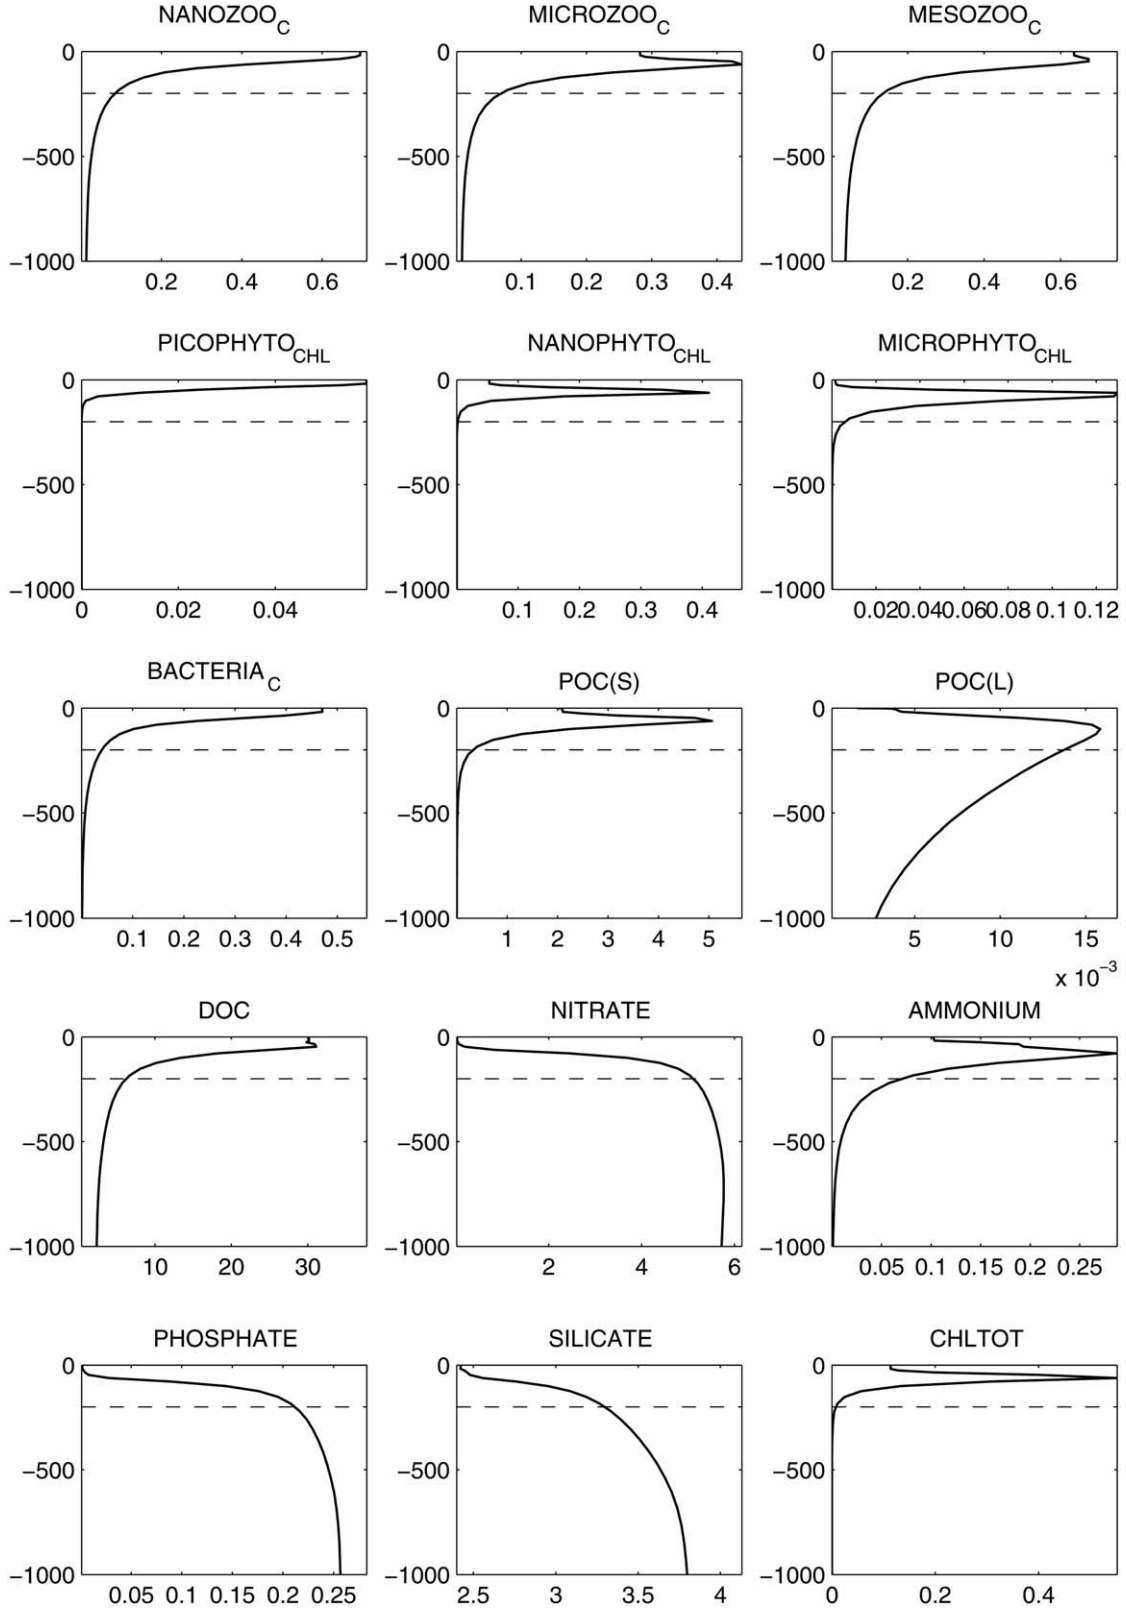 NANOZOO_C MICROZOO_C MESOZOO_C
0 0 0
−500 −500 −500
−1000 −1000 −1000
0.2 0.4 0.6 0.1 0.2 0.3 0.4 0.2 0.4 0.6
PICOPHYTO_CHL NANOPHYTO_CHL MICROPHYTO_CHL
0 0 0
−500 −500 −500
−1000 −1000 −1000
0 0.02 0.04 0.1 0.2 0.3 0.4 0.02 0.04 0.06 0.08 0.1 0.12
BACTERIA_C POC(S) POC(L)
0 0 0
−500 −500 −500
−1000 −1000 −1000
0.1 0.2 0.3 0.4 0.5 1 2 3 4 5 5 10 15
x 10⁻³
DOC NITRATE AMMONIUM
0 0 0
−500 −500 −500
−1000 −1000 −1000
10 20 30 2 4 6 0.05 0.1 0.15 0.2 0.25
PHOSPHATE SILICATE CHLTOT
0 0 0
−500 −500 −500
−1000 −1000 −1000
0.05 0.1 0.15 0.2 0.25 2.5 3 3.5 4 0 0.2 0.4